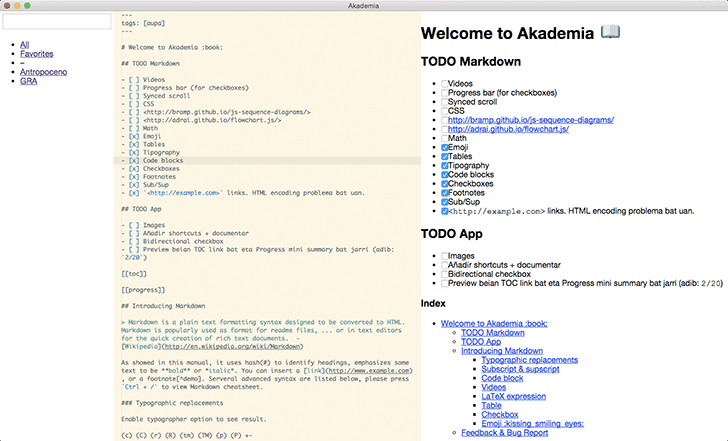 Akademia
All
Favorites
–
Antropoceno
GRA
---
tags: [aupa]
---
# Welcome to Akademia :book:
## TODO Markdown
- [ ] Videos
- [ ] Progress bar (for checkboxes)
- [ ] Synced scroll
- [ ] CSS
- [ ] <http://bramp.github.io/js-sequence-diagrams/>
- [ ] <http://adrai.github.io/flowchart.js/>
- [ ] Math
- [x] Emoji
- [x] Tables
- [x] Tipography
- [x] Code blocks
- [x] Checkboxes
- [x] Footnotes
- [x] Sub/Sup
- [x] `<http://example.com>` links. HTML encoding problema bat uan.
## TODO App
- [ ] Images
- [ ] Añadir shortcuts + documentar
- [ ] Bidirectional checkbox
- [ ] Preview beian TOC link bat eta Progress mini summary bat jarri (adib:
`2/20`)
[[toc]]
[[progress]]
## Introducing Markdown
> Markdown is a plain text formatting syntax designed to be converted to HTML.
Markdown is popularly used as format for readme files, ... or in text editors
for the quick creation of rich text documents. -
[Wikipedia](http://en.wikipedia.org/wiki/Markdown)
As showed in this manual, it uses hash(#) to identify headings, emphasizes some
text to be **bold** or *italic*. You can insert a [link](http://www.example.com)
, or a footnote[^demo]. Serveral advanced syntax are listed below, please press
`Ctrl + /` to view Markdown cheatsheet.
### Typographic replacements
Enable typographer option to see result.
(c) (C) (r) (R) (tm) (TM) (p) (P) +-
Welcome to Akademia 📖
TODO Markdown
Videos
Progress bar (for checkboxes)
Synced scroll
CSS
http://bramp.github.io/js-sequence-diagrams/
http://adrai.github.io/flowchart.js/
Math
Emoji
Tables
Tipography
Code blocks
Checkboxes
Footnotes
Sub/Sup
<http://example.com> links. HTML encoding problema bat uan.
TODO App
Images
Añadir shortcuts + documentar
Bidirectional checkbox
Preview beian TOC link bat eta Progress mini summary bat jarri (adib: 2/20)
Index
Welcome to Akademia :book:
TODO Markdown
TODO App
Introducing Markdown
Typographic replacements
Subscript & supscript
Code block
Videos
LaTeX expression
Table
Checkbox
Emoji :kissing_smiling_eyes:
Feedback & Bug Report